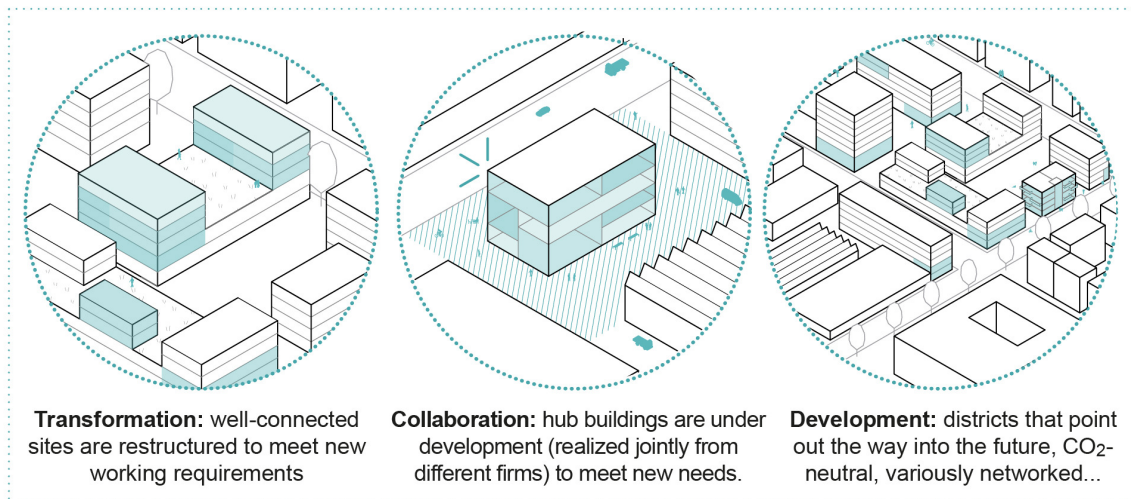 Transformation: well-connected
sites are restructured to meet new
working requirements
Collaboration: hub buildings are under
development (realized jointly from
different firms) to meet new needs.
Development: districts that point
out the way into the future, CO2-
neutral, variously networked...